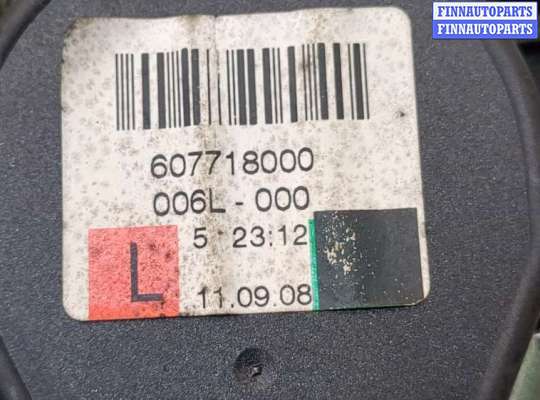 FINNAUTOPARTS
FINNAUTOPARTS
607718000
006L-000
5 23:12
L
11.09.08